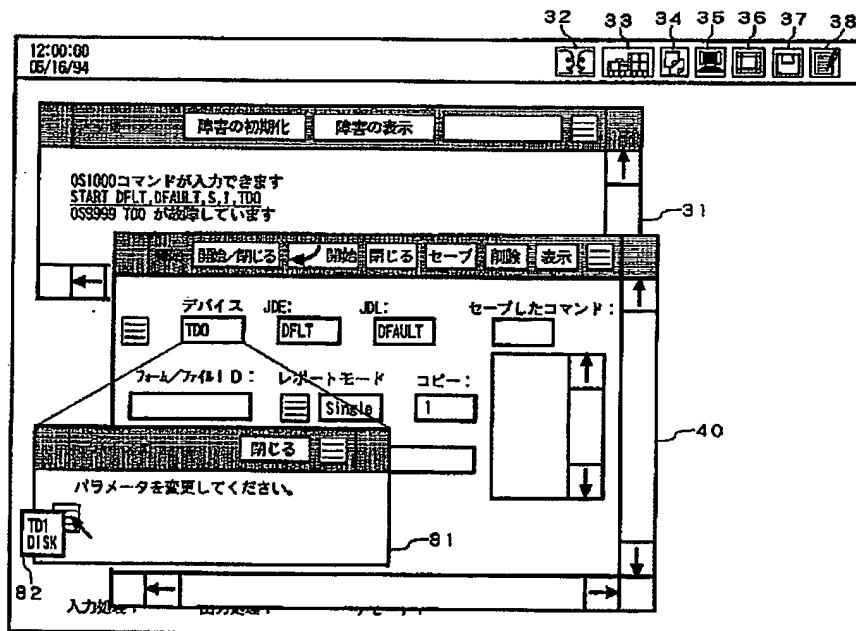 32 33 34 35 36 37 38
12:00:00
05/16/94
障害の初期化 障害の表示
OS1000コマンドが入力できます
START DFLT,DFAULT,S,1,TD0
OS9999 TD0 が故障しています
31
開始/閉じる 開始 閉じる セーブ 削除 表示
デバイス JDE: JDL: セーブしたコマンド:
TD0 DFLT DFAULT
フォーム/ファイルID: レポートモード コピー:
Single 1
40
閉じる
パラメータを変更してください。
TD1
DISK
81
82
入力処理